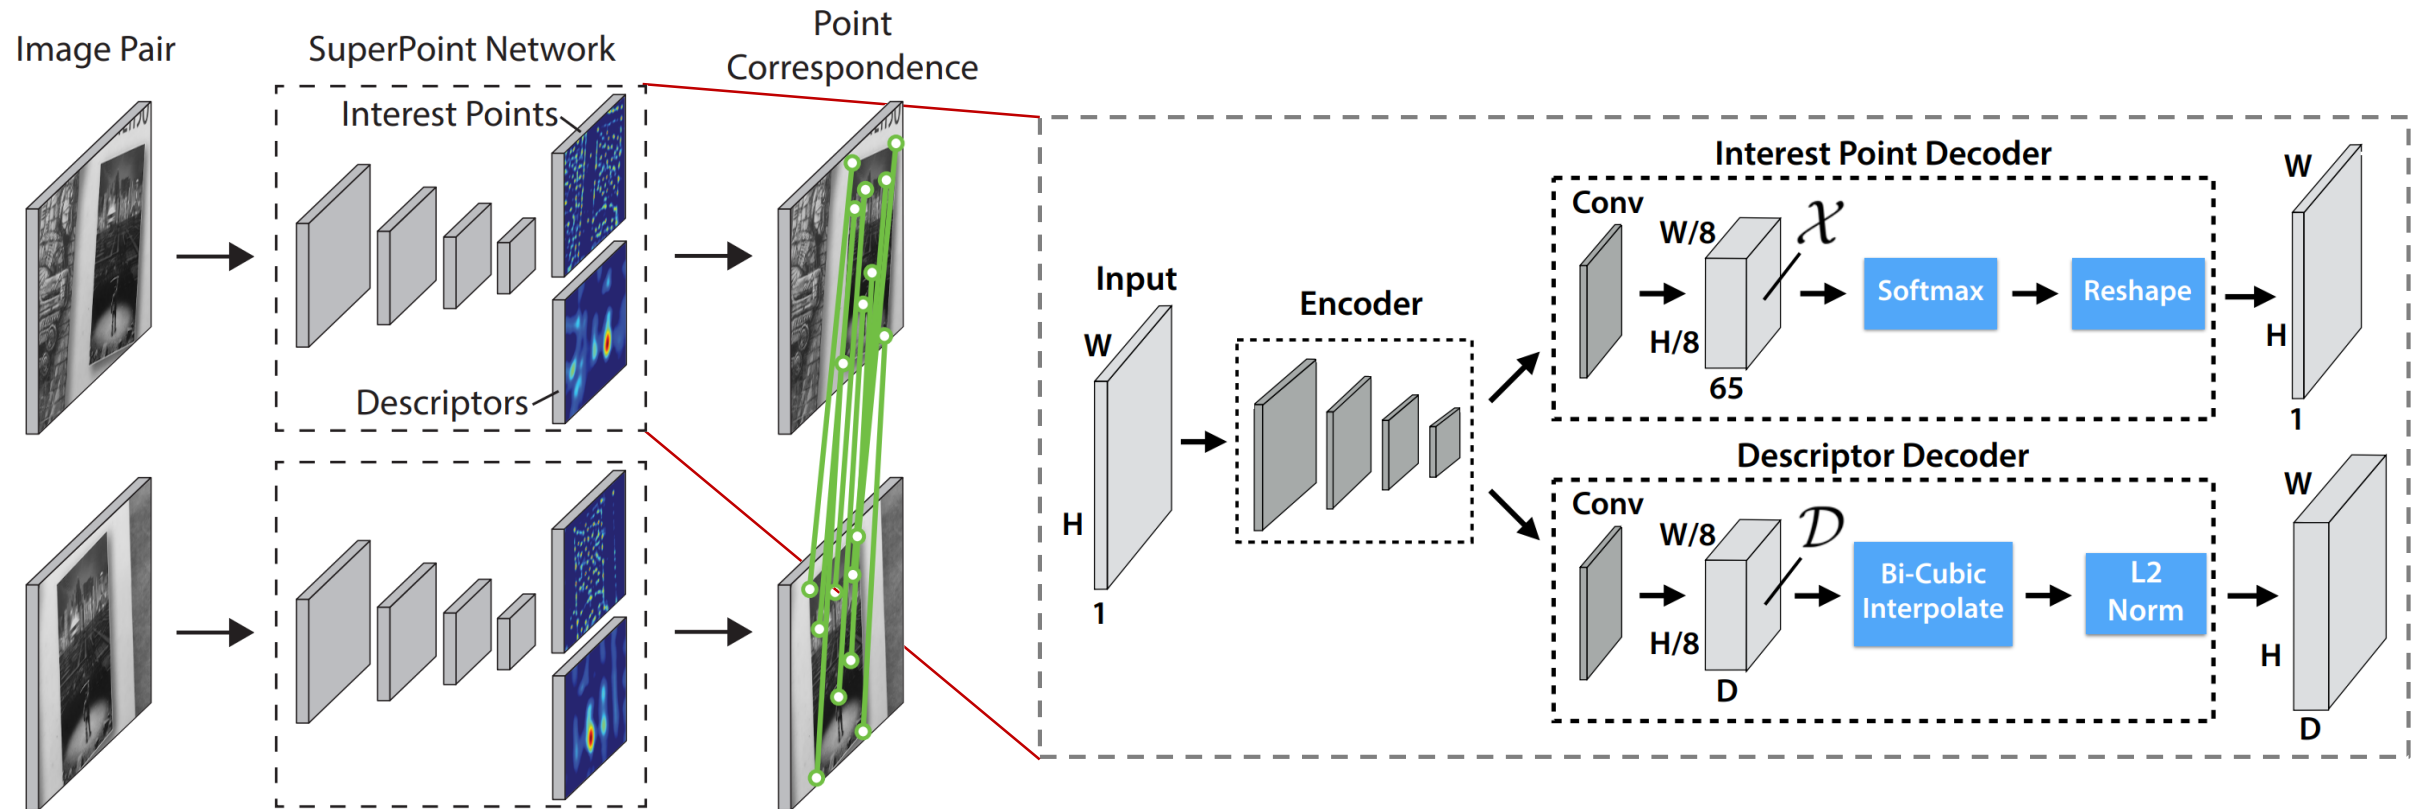 Image Pair
SuperPoint Network
Point
Correspondence
Interest Points
Descriptors
Input
W
H
1
Encoder
Interest Point Decoder
Conv
W/8
H/8
65
𝒳
Softmax
Reshape
W
H
1
Descriptor Decoder
Conv
W/8
H/8
D
𝒟
Bi-Cubic
Interpolate
L2
Norm
W
H
D